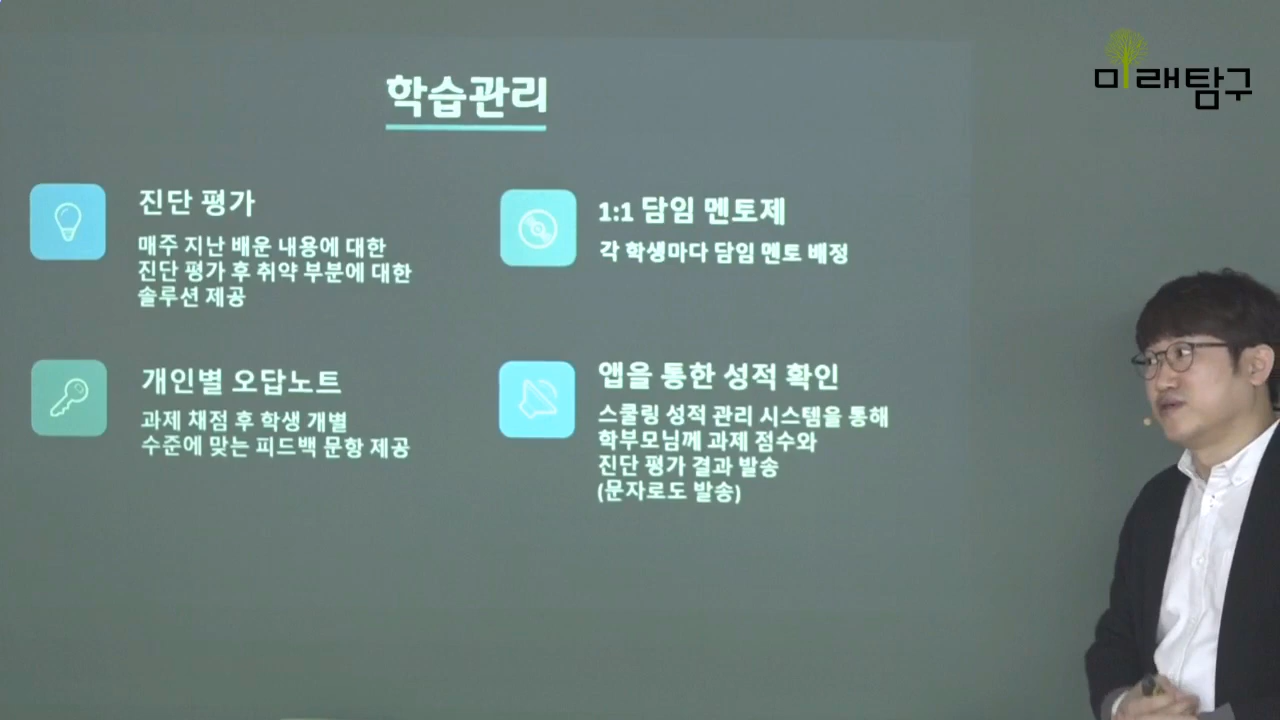 미래탐구
학습관리
진단 평가
매주 지난 배운 내용에 대한
진단 평가 후 취약 부분에 대한
솔루션 제공
1:1 담임 멘토제
각 학생마다 담임 멘토 배정
개인별 오답노트
과제 채점 후 학생 개별
수준에 맞는 피드백 문항 제공
앱을 통한 성적 확인
스쿨링 성적 관리 시스템을 통해
학부모님께 과제 점수와
진단 평가 결과 발송
(문자로도 발송)